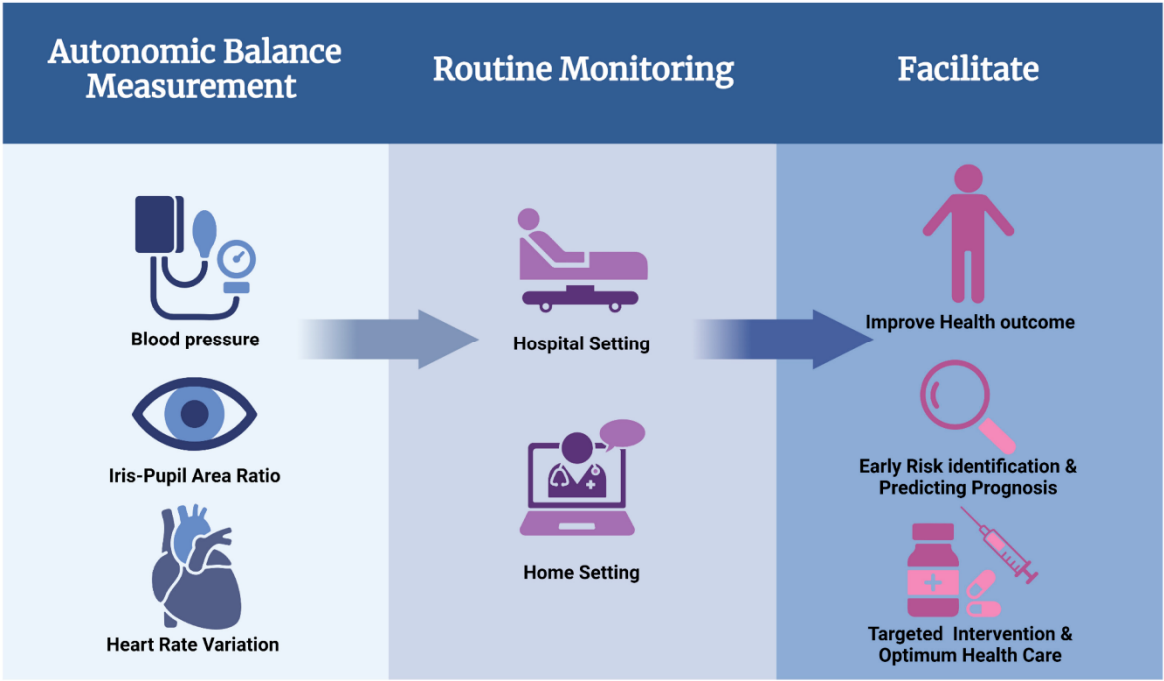 Autonomic Balance
Measurement
Routine Monitoring
Facilitate
Blood pressure
Iris-Pupil Area Ratio
Heart Rate Variation
Hospital Setting
Home Setting
Improve Health outcome
Early Risk identification &
Predicting Prognosis
Targeted Intervention &
Optimum Health Care